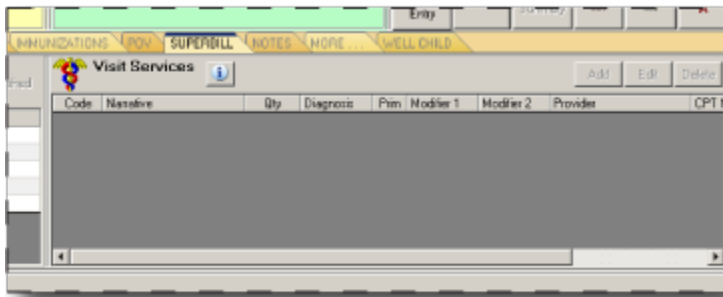 Entry
IMMUNIZATIONS POV SUPERBILL NOTES MORE ... WELL CHILD
Visit Services
Add Edit Delete
Code Narrative Qty Diagnosis Prim Modifier 1 Modifier 2 Provider CPT